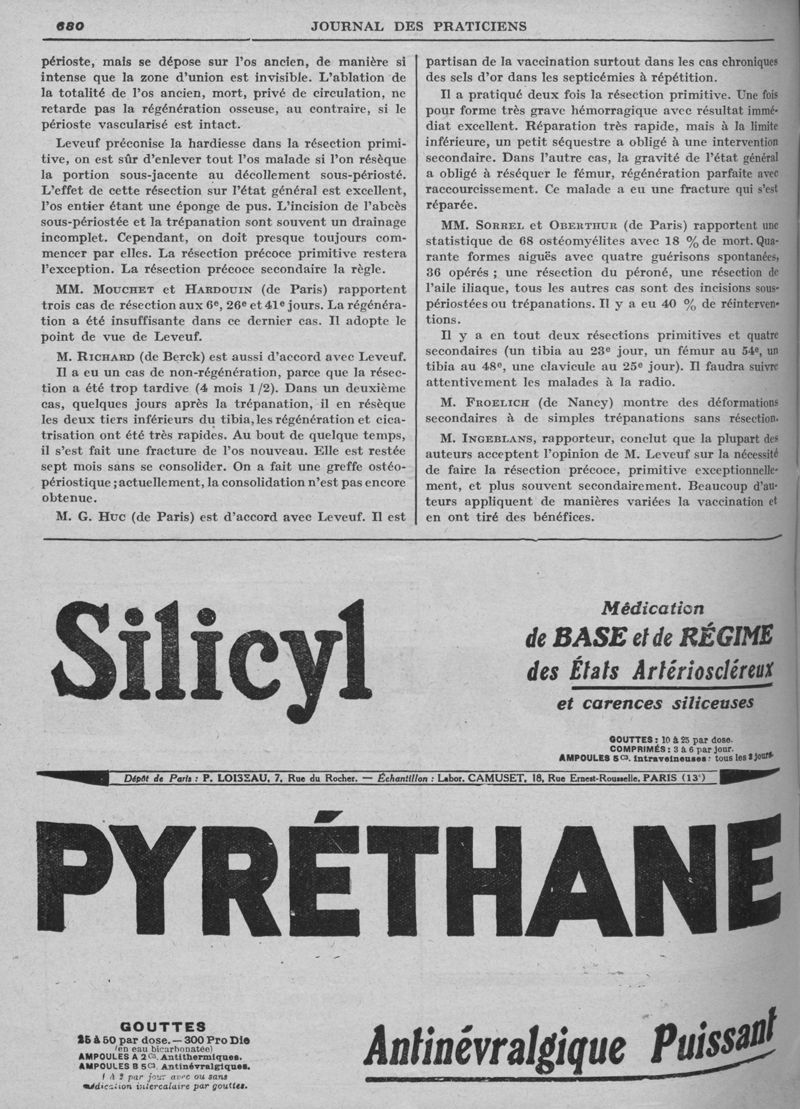 680
JOURNAL DES PRATICIENS
périoste, mais se dépose sur l'os ancien, de manière si
intense que la zone d'union est invisible. L'ablation de
la totalité de l'os ancien, mort, privé de circulation, ne
retarde pas la régénération osseuse, au contraire, si le
périoste vascularisé est intact.
Leveuf préconise la hardiesse dans la résection primi-
tive, on est sûr d'enlever tout l'os malade si l'on résèque
la portion sous-jacente au décollement sous-périosté.
L'effet de cette résection sur l'état général est excellent,
l'os entier étant une éponge de pus. L'incision de l'abcès
sous-périostée et la trépanation sont souvent un drainage
incomplet. Cependant, on doit presque toujours com-
mencer par elles. La résection précoce primitive restera
l'exception. La résection précoce secondaire la règle.
MM. MOUCHET et HARDOUIN (de Paris) rapportent
trois cas de résection aux 6e, 26e et 41e jours. La régénéra-
tion a été insuffisante dans ce dernier cas. Il adopte le
point de vue de Leveuf.
M. RICHARD (de Berck) est aussi d'accord avec Leveuf.
Il a eu un cas de non-régénération, parce que la résec-
tion a été trop tardive (4 mois 1/2). Dans un deuxième
cas, quelques jours après la trépanation, il en résèque
les deux tiers inférieurs du tibia, les régénération et cica-
trisation ont été très rapides. Au bout de quelque temps,
il s'est fait une fracture de l'os nouveau. Elle est restée
sept mois sans se consolider. On a fait une greffe ostéo-
périostique ; actuellement, la consolidation n'est pas encore
obtenue.
M. G. HUC (de Paris) est d'accord avec Leveuf. Il est
partisan de la vaccination surtout dans les cas chroniques
des sels d'or dans les septicémies à répétition.
Il a pratiqué deux fois la résection primitive. Une fois
pour forme très grave hémorragique avec résultat immé-
diat excellent. Réparation très rapide, mais à la limite
inférieure, un petit séquestre a obligé à une intervention
secondaire. Dans l'autre cas, la gravité de l'état général
a obligé à réséquer le fémur, régénération parfaite avec
raccourcissement. Ce malade a eu une fracture qui s'est
réparée.
MM. SORREL et OBERTHUR (de Paris) rapportent une
statistique de 68 ostéomyélites avec 18 % de mort. Qua-
rante formes aiguës avec quatre guérisons spontanées,
36 opérés ; une résection du péroné, une résection de
l'aile iliaque, tous les autres cas sont des incisions sous-
périostées ou trépanations. Il y a eu 40 % de réinterven-
tions.
Il y a en tout deux résections primitives et quatre
secondaires (un tibia au 23e jour, un fémur au 54e, un
tibia au 48e, une clavicule au 25e jour). Il faudra suivre
attentivement les malades à la radio.
M. FROELICH (de Nancy) montre des déformations
secondaires à de simples trépanations sans résection.
M. INGEBLANS, rapporteur, conclut que la plupart des
auteurs acceptent l'opinion de M. Leveuf sur la nécessité
de faire la résection précoce, primitive exceptionnelle-
ment, et plus souvent secondairement. Beaucoup d'au-
teurs appliquent de manières variées la vaccination et
en ont tiré des bénéfices.
Silicyl
Médication
de BASE et de RÉGIME
des États Artérioscléreux
et carences siliceuses
GOUTTES : 10 à 25 par dose.
COMPRIMÉS : 3 à 6 par jour.
AMPOULES 5 cc. intraveineuses : tous les 2 jours.
Dépôt de Paris : P. LOISEAU, 7, Rue du Rocher. — Échantillon : Labor. CAMUSET, 18, Rue Ernest-Rousselle, PARIS (13e)
PYRÉTHANE
GOUTTES
25 à 50 par dose. — 300 Pro Die
(en eau bicarbonatée)
AMPOULES A 2 cc. Antithermiques.
AMPOULES B 5 cc. Antinévralgiques.
1 à 2 par jour avec ou sans
médication intercalaire par gouttes.
Antinévralgique Puissant